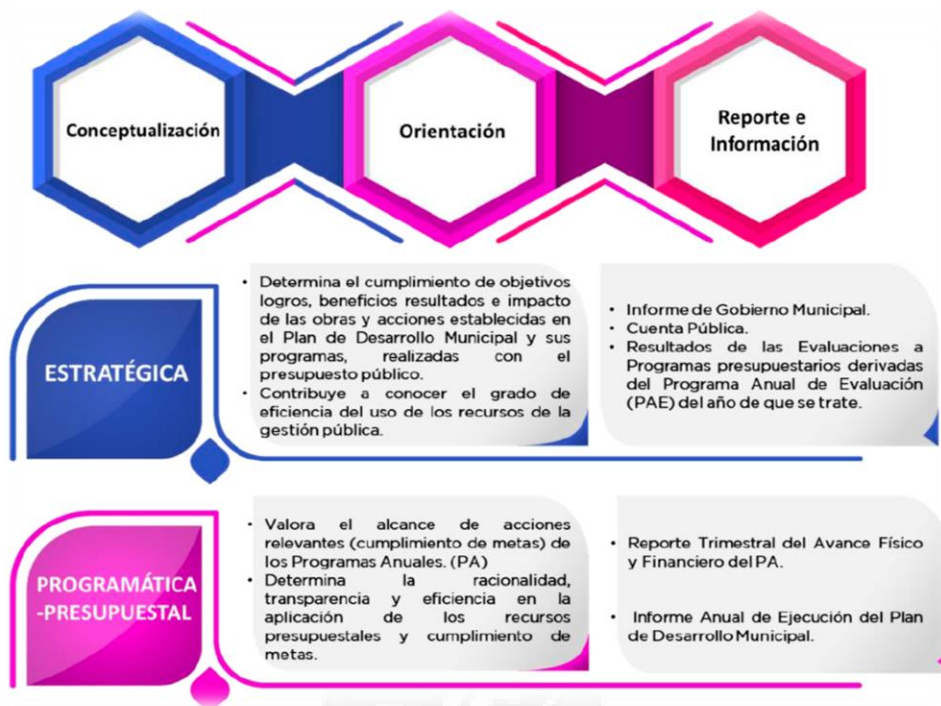 Conceptualización
Orientación
Reporte e
Información
ESTRATÉGICA
• Determina el cumplimiento de objetivos
logros, beneficios resultados e impacto
de las obras y acciones establecidas en
el Plan de Desarrollo Municipal y sus
programas, realizadas con el
presupuesto público.
• Contribuye a conocer el grado de
eficiencia del uso de los recursos de la
gestión pública.
• Informe de Gobierno Municipal.
• Cuenta Pública.
• Resultados de las Evaluaciones a
Programas presupuestarios derivadas
del Programa Anual de Evaluación
(PAE) del año de que se trate.
PROGRAMÁTICA
-PRESUPUESTAL
• Valora el alcance de acciones
relevantes (cumplimiento de metas) de
los Programas Anuales. (PA)
• Determina la racionalidad,
transparencia y eficiencia en la
aplicación de los recursos
presupuestales y cumplimiento de
metas.
• Reporte Trimestral del Avance Físico
y Financiero del PA.
• Informe Anual de Ejecución del Plan
de Desarrollo Municipal.